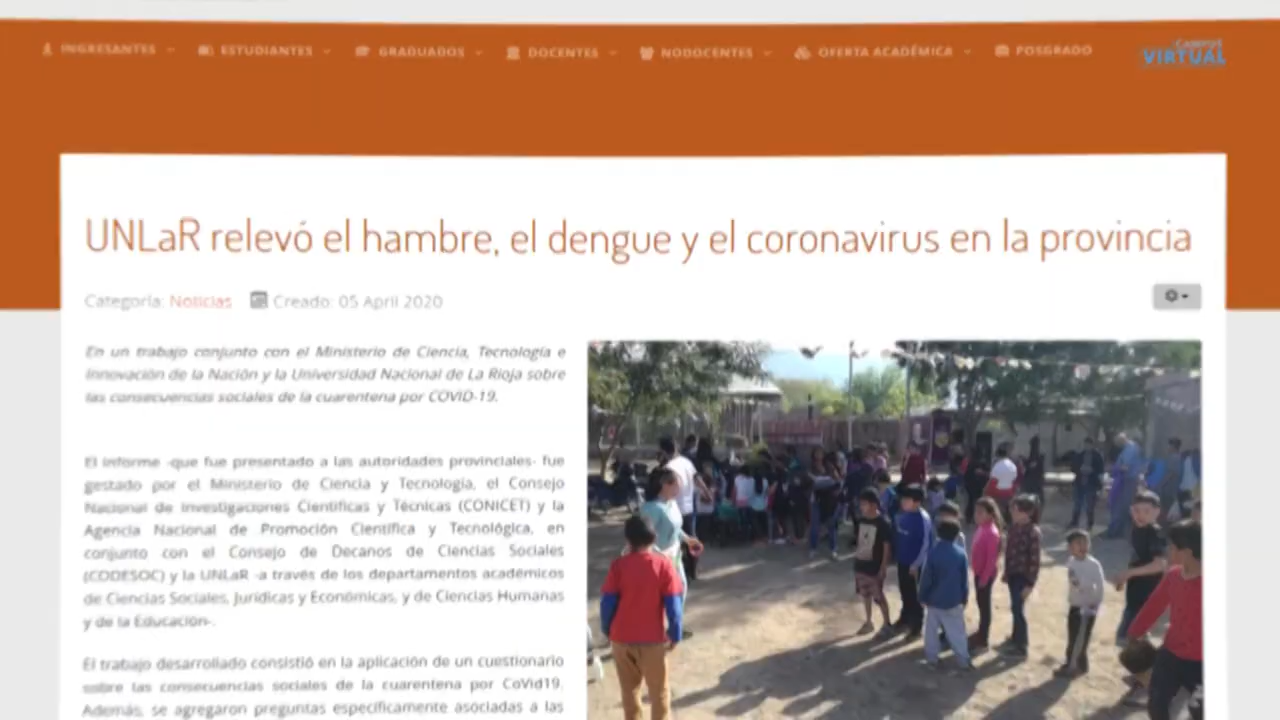 INGRESANTES ESTUDIANTES GRADUADOS DOCENTES NODOCENTES OFERTA ACADÉMICA POSGRADO CAMPUS VIRTUAL
UNLaR relevó el hambre, el dengue y el coronavirus en la provincia
Categoría: Noticias Creado: 05 April 2020
En un trabajo conjunto con el Ministerio de Ciencia, Tecnología e
Innovación de la Nación y la Universidad Nacional de La Rioja sobre
las consecuencias sociales de la cuarentena por COVID-19.
El informe -que fue presentado a las autoridades provinciales- fue
gestado por el Ministerio de Ciencia y Tecnología, el Consejo
Nacional de Investigaciones Científicas y Técnicas (CONICET) y la
Agencia Nacional de Promoción Científica y Tecnológica, en
conjunto con el Consejo de Decanos de Ciencias Sociales
(CODESOC) y la UNLaR -a través de los departamentos académicos
de Ciencias Sociales, Jurídicas y Económicas, y de Ciencias Humanas
y de la Educación-.
El trabajo desarrollado consistió en la aplicación de un cuestionario
sobre las consecuencias sociales de la cuarentena por CoVid19.
Además, se agregaron preguntas específicamente asociadas a las